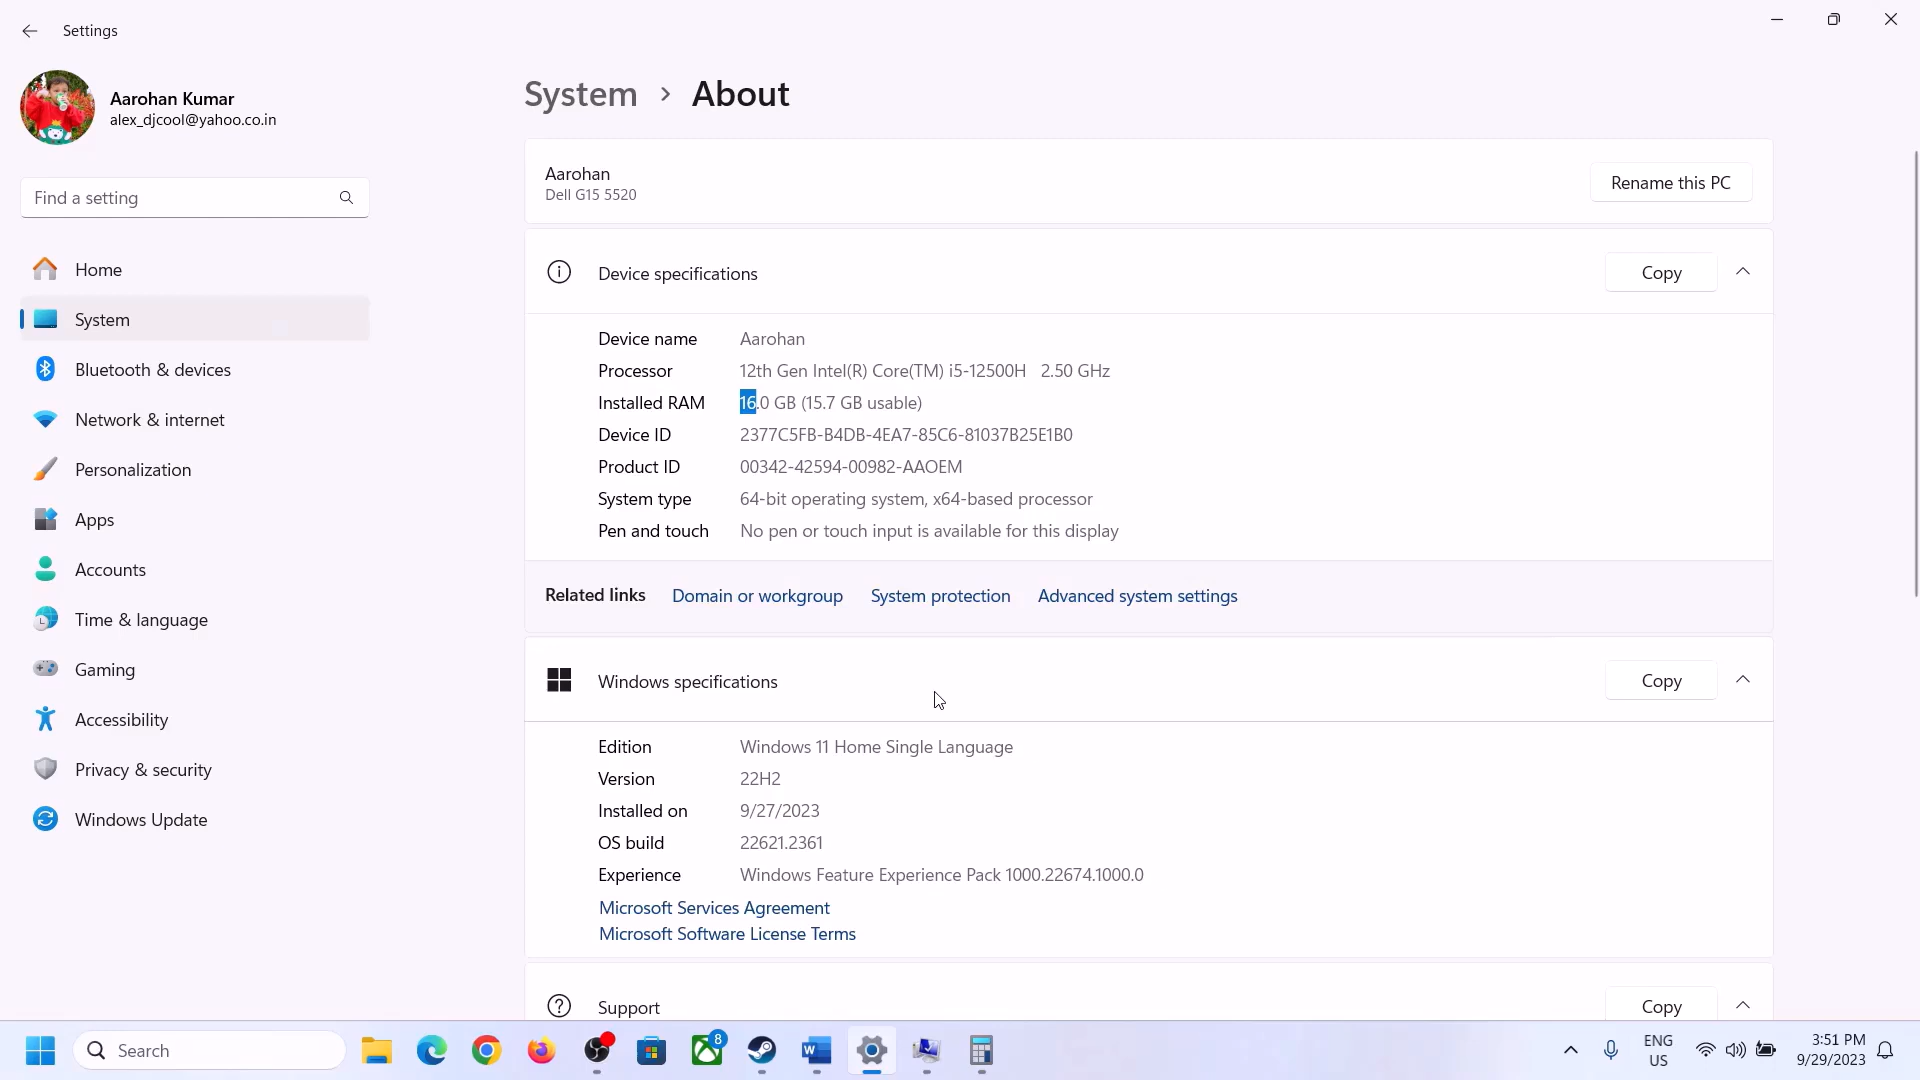 Settings
Aarohan Kumar
alex_djcool@yahoo.co.in
Find a setting
Home
System
Bluetooth & devices
Network & internet
Personalization
Apps
Accounts
Time & language
Gaming
Accessibility
Privacy & security
Windows Update
System > About
Aarohan
Dell G15 5520
Rename this PC
Device specifications
Copy
Device name Aarohan
Processor 12th Gen Intel(R) Core(TM) i5-12500H 2.50 GHz
Installed RAM 16.0 GB (15.7 GB usable)
Device ID 2377C5FB-B4DB-4EA7-85C6-81037B25E1B0
Product ID 00342-42594-00982-AAOEM
System type 64-bit operating system, x64-based processor
Pen and touch No pen or touch input is available for this display
Related links Domain or workgroup System protection Advanced system settings
Windows specifications
Copy
Edition Windows 11 Home Single Language
Version 22H2
Installed on 9/27/2023
OS build 22621.2361
Experience Windows Feature Experience Pack 1000.22674.1000.0
Microsoft Services Agreement
Microsoft Software License Terms
Support
Copy
Search
8
W
ENG
US
3:51 PM
9/29/2023